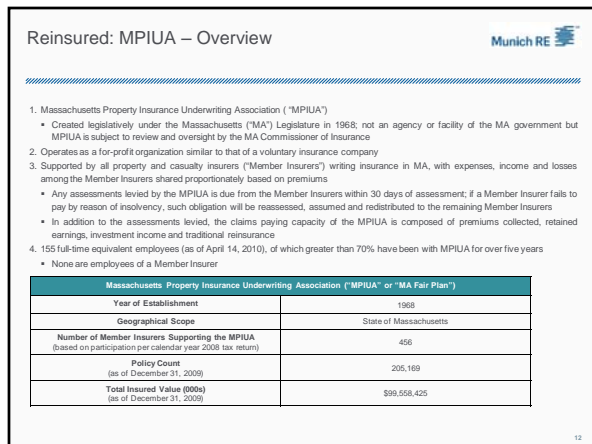 Reinsured: MPIUA – Overview
Munich RE
1. Massachusetts Property Insurance Underwriting Association ( “MPIUA”)
▪ Created legislatively under the Massachusetts (“MA”) Legislature in 1968; not an agency or facility of the MA government but
MPIUA is subject to review and oversight by the MA Commissioner of Insurance
2. Operates as a for-profit organization similar to that of a voluntary insurance company
3. Supported by all property and casualty insurers (“Member Insurers”) writing insurance in MA, with expenses, income and losses
among the Member Insurers shared proportionately based on premiums
▪ Any assessments levied by the MPIUA is due from the Member Insurers within 30 days of assessment; if a Member Insurer fails to
pay by reason of insolvency, such obligation will be reassessed, assumed and redistributed to the remaining Member Insurers
▪ In addition to the assessments levied, the claims paying capacity of the MPIUA is composed of premiums collected, retained
earnings, investment income and traditional reinsurance
4. 155 full-time equivalent employees (as of April 14, 2010), of which greater than 70% have been with MPIUA for over five years
▪ None are employees of a Member Insurer
Massachusetts Property Insurance Underwriting Association (“MPIUA” or “MA Fair Plan”)
Year of Establishment 1968
Geographical Scope State of Massachusetts
Number of Member Insurers Supporting the MPIUA
(based on participation per calendar year 2008 tax return) 456
Policy Count
(as of December 31, 2009) 205,169
Total Insured Value (000s)
(as of December 31, 2009) $99,558,425
12